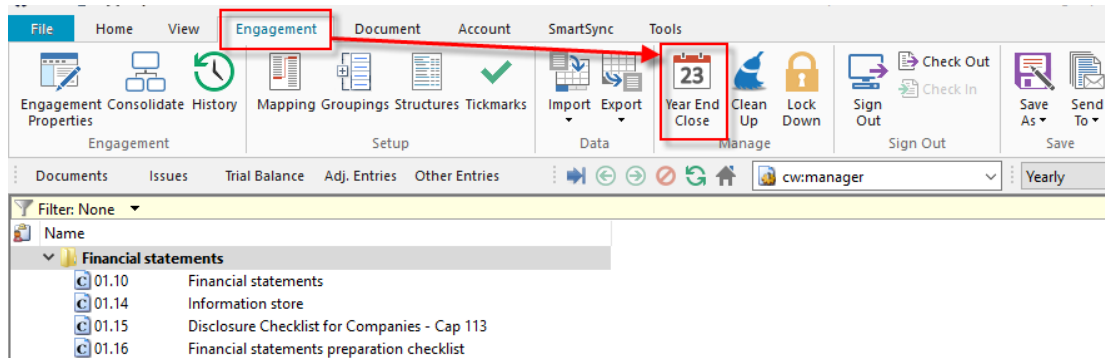 File Home View Engagement Document Account SmartSync Tools
23
Check Out
Check In
Engagement Properties Consolidate History Mapping Groupings Structures Tickmarks Import Export Year End Close Clean Up Lock Down Sign Out Save As Send To
Engagement Setup Data Manage Sign Out Save
Documents Issues Trial Balance Adj. Entries Other Entries cw:manager Yearly
Filter: None
Name
Financial statements
01.10 Financial statements
01.14 Information store
01.15 Disclosure Checklist for Companies - Cap 113
01.16 Financial statements preparation checklist